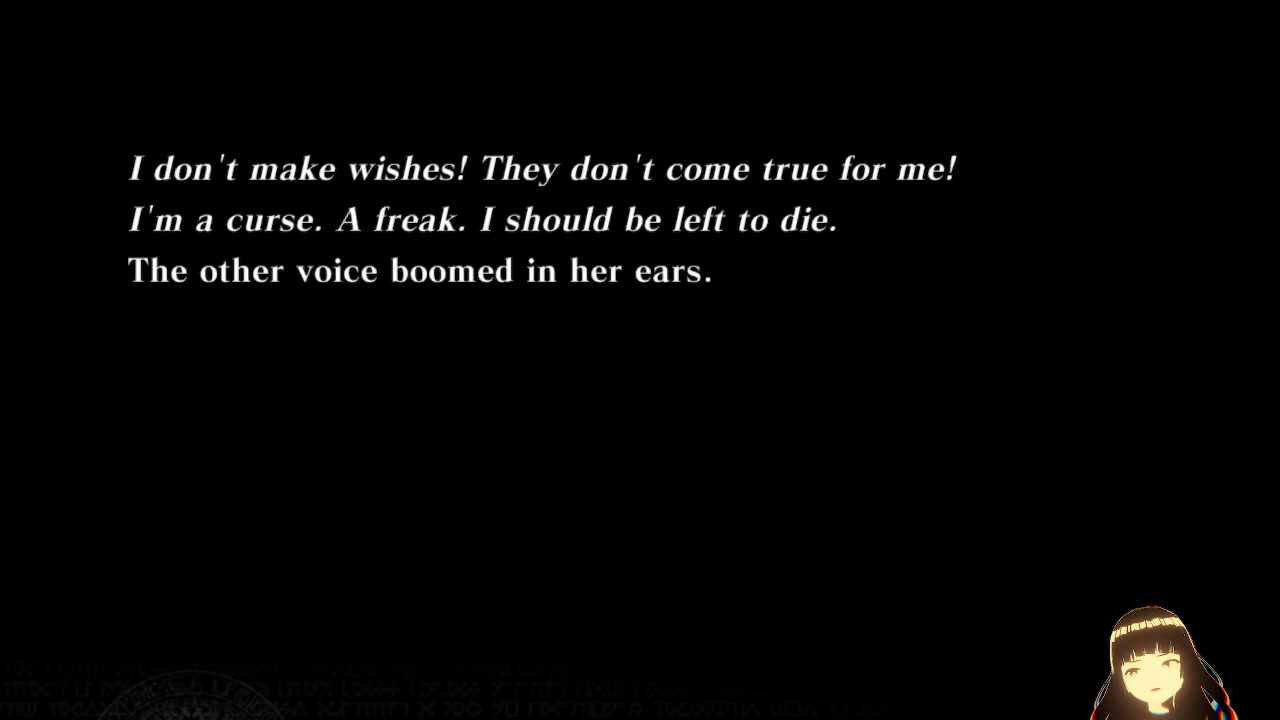 I don't make wishes! They don't come true for me!
I'm a curse. A freak. I should be left to die.
The other voice boomed in her ears.